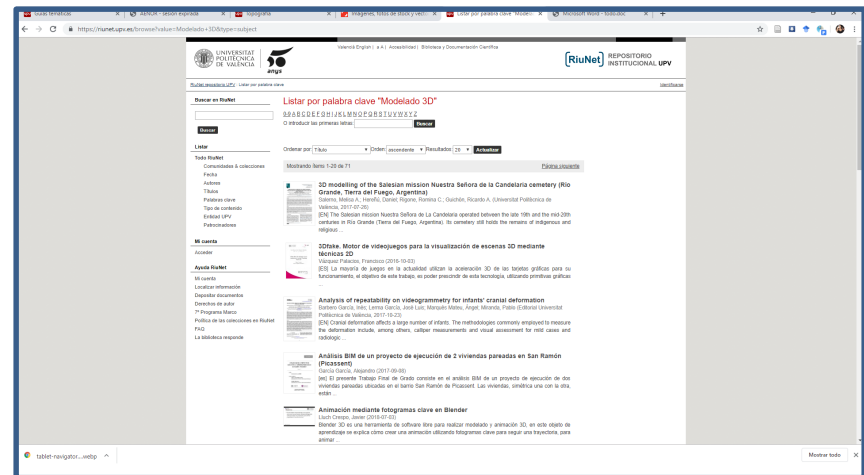 Guías temáticas
AENOR - sesión expirada
Topografía
Imágenes, fotos de stock y vect
Listar por palabra clave "Modela
Microsoft Word - todo.doc
https://riunet.upv.es/browse?value=Modelado+3D&type=subject
UNIVERSITAT
POLITÈCNICA
DE VALÈNCIA
anys
Valencià English | a A | Accesibilidad | Biblioteca y Documentación Científica
RiuNet
REPOSITORIO
INSTITUCIONAL UPV
RiuNet repositorio UPV : Listar por palabra clave
Identificarse
Buscar en RiuNet
Buscar
Listar
Todo RiuNet
Comunidades & colecciones
Fecha
Autores
Títulos
Palabras clave
Tipo de contenido
Entidad UPV
Patrocinadores
Mi cuenta
Acceder
Ayuda RiuNet
Mi cuenta
Localizar información
Depositar documentos
Derechos de autor
7º Programa Marco
Política de las colecciones en RiuNet
FAQ
La biblioteca responde
Listar por palabra clave "Modelado 3D"
0-9 A B C D E F G H I J K L M N O P Q R S T U V W X Y Z
O introducir las primeras letras:
Buscar
Ordenar por: Título Orden: ascendente Resultados: 20 Actualizar
Mostrando ítems 1-20 de 71
Página siguiente
3D modelling of the Salesian mission Nuestra Señora de la Candelaria cemetery (Río
Grande, Tierra del Fuego, Argentina)
Salerno, Melisa A.; Hereñú, Daniel; Rigone, Romina C.; Guichón, Ricardo A. (Universitat Politècnica de
València, 2017-07-26)
[EN] The Salesian mission Nuestra Señora de La Candelaria operated between the late 19th and the mid-20th
centuries in Río Grande (Tierra del Fuego, Argentina). Its cemetery still holds the remains of indigenous and
religious ...
3Dfake. Motor de videojuegos para la visualización de escenas 3D mediante
técnicas 2D
Vázquez Palacios, Francisco (2016-10-03)
[ES] La mayoría de juegos en la actualidad utilizan la aceleración 3D de las tarjetas gráficas para su
funcionamiento, el objetivo de este trabajo, es poder prescindir de esta tecnología, utilizando primitivas gráficas
...
Analysis of repeatability on videogrammetry for infants' cranial deformation
Barbero García, Inés; Lerma García, José Luis; Marqués Mateu, Ángel; Miranda, Pablo (Editorial Universitat
Politècnica de València, 2017-10-23)
[EN] Cranial deformation affects a large number of infants. The methodologies commonly employed to measure
the deformation include, among others, calliper measurements and visual assessment for mild cases and
radiologic ...
Análisis BIM de un proyecto de ejecución de 2 viviendas pareadas en San Ramón
(Picassent)
García García, Alejandro (2017-09-08)
[es] El presente Trabajo Final de Grado consiste en el análisis BIM de un proyecto de ejecución de dos
viviendas pareadas ubicadas en el barrio San Ramón de Picassent. Las viviendas, simétrica una con la otra,
están ...
Animación mediante fotogramas clave en Blender
Lluch Crespo, Javier (2018-07-03)
Blender 3D es una herramienta de software libre para realizar modelado y animación 3D, en este objeto de
aprendizaje se explica cómo crear una animación utilizando fotogramas clave para seguir una trayectoria, para
animar ...
tablet-navigator....webp
Mostrar todo